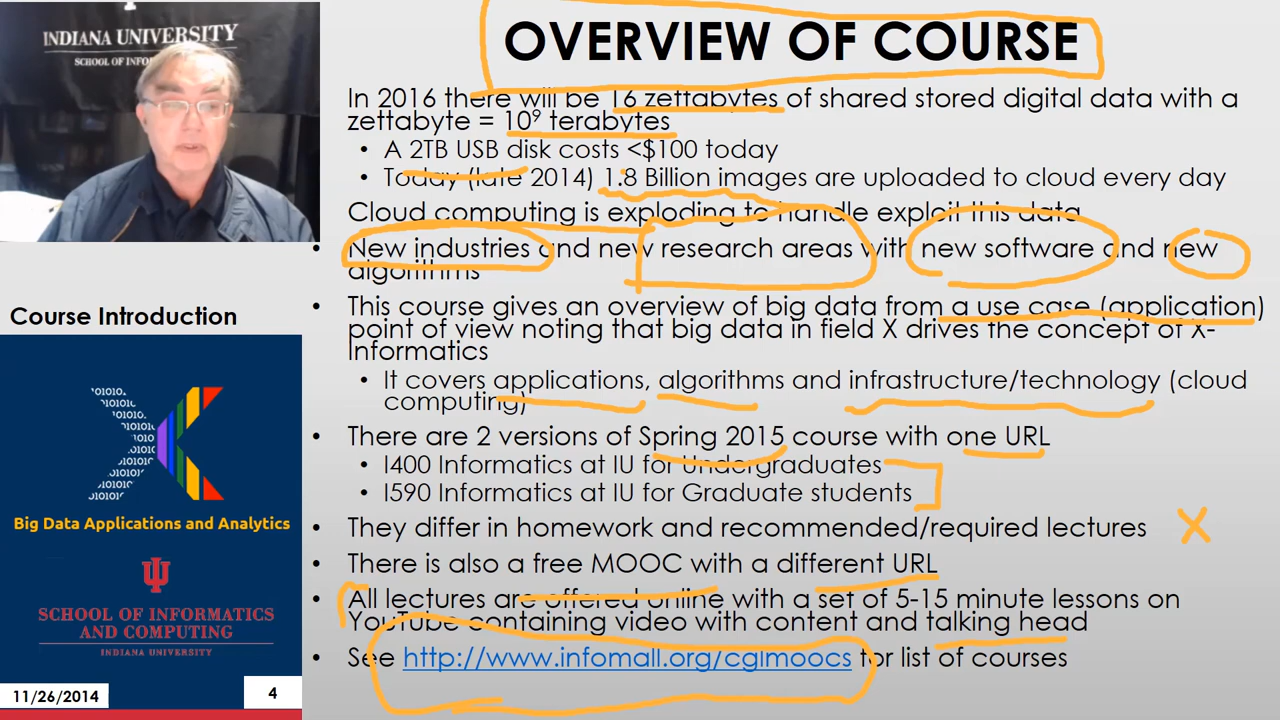 INDIANA UNIVERSITY
OVERVIEW OF COURSE
In 2016 there will be 16 zettabytes of shared stored digital data with a
zettabyte = 10⁹ terabytes
• A 2TB USB disk costs <$100 today
• Today (late 2014) 1.8 Billion images are uploaded to cloud every day
Cloud computing is exploding to handle exploit this data
• New industries and new research areas with new software and new
algorithms
• This course gives an overview of big data from a use case (application)
point of view noting that big data in field X drives the concept of X-
Informatics
• It covers applications, algorithms and infrastructure/technology (cloud
computing)
• There are 2 versions of Spring 2015 course with one URL
• I400 Informatics at IU for Undergraduates
• I590 Informatics at IU for Graduate students
• They differ in homework and recommended/required lectures
• There is also a free MOOC with a different URL
• All lectures are offered online with a set of 5-15 minute lessons on
YouTube containing video with content and talking head
• See http://www.infomall.org/cglmoocs for list of courses
Course Introduction
Big Data Applications and Analytics
SCHOOL OF INFORMATICS
AND COMPUTING
INDIANA UNIVERSITY
11/26/2014
4